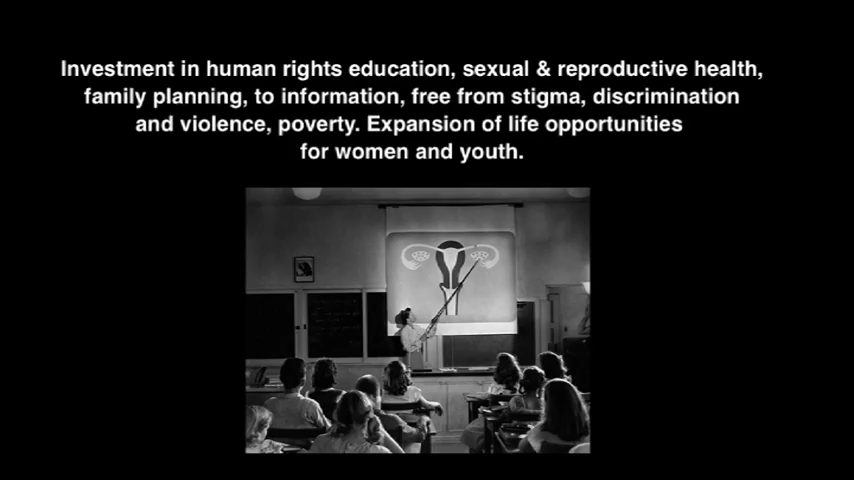 Investment in human rights education, sexual & reproductive health,
family planning, to information, free from stigma, discrimination
and violence, poverty. Expansion of life opportunities
for women and youth.